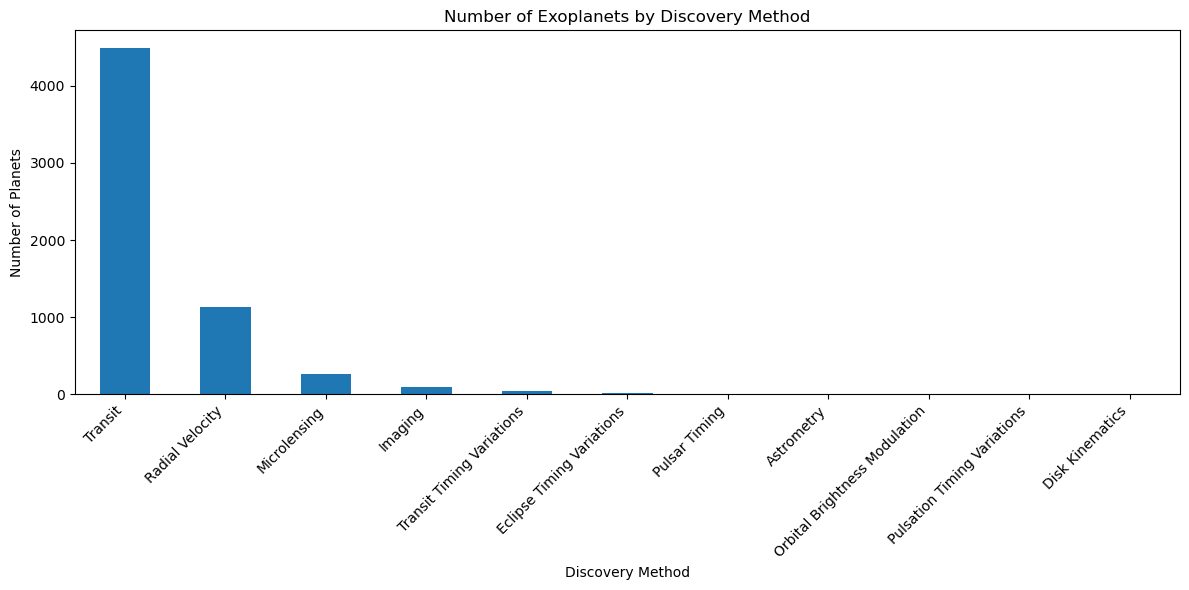 Number of Exoplanets by Discovery Method
Number of Planets
4000
3000
2000
1000
0
Transit
Radial Velocity
Microlensing
Imaging
Transit Timing Variations
Eclipse Timing Variations
Pulsar Timing
Astrometry
Orbital Brightness Modulation
Pulsation Timing Variations
Disk Kinematics
Discovery Method